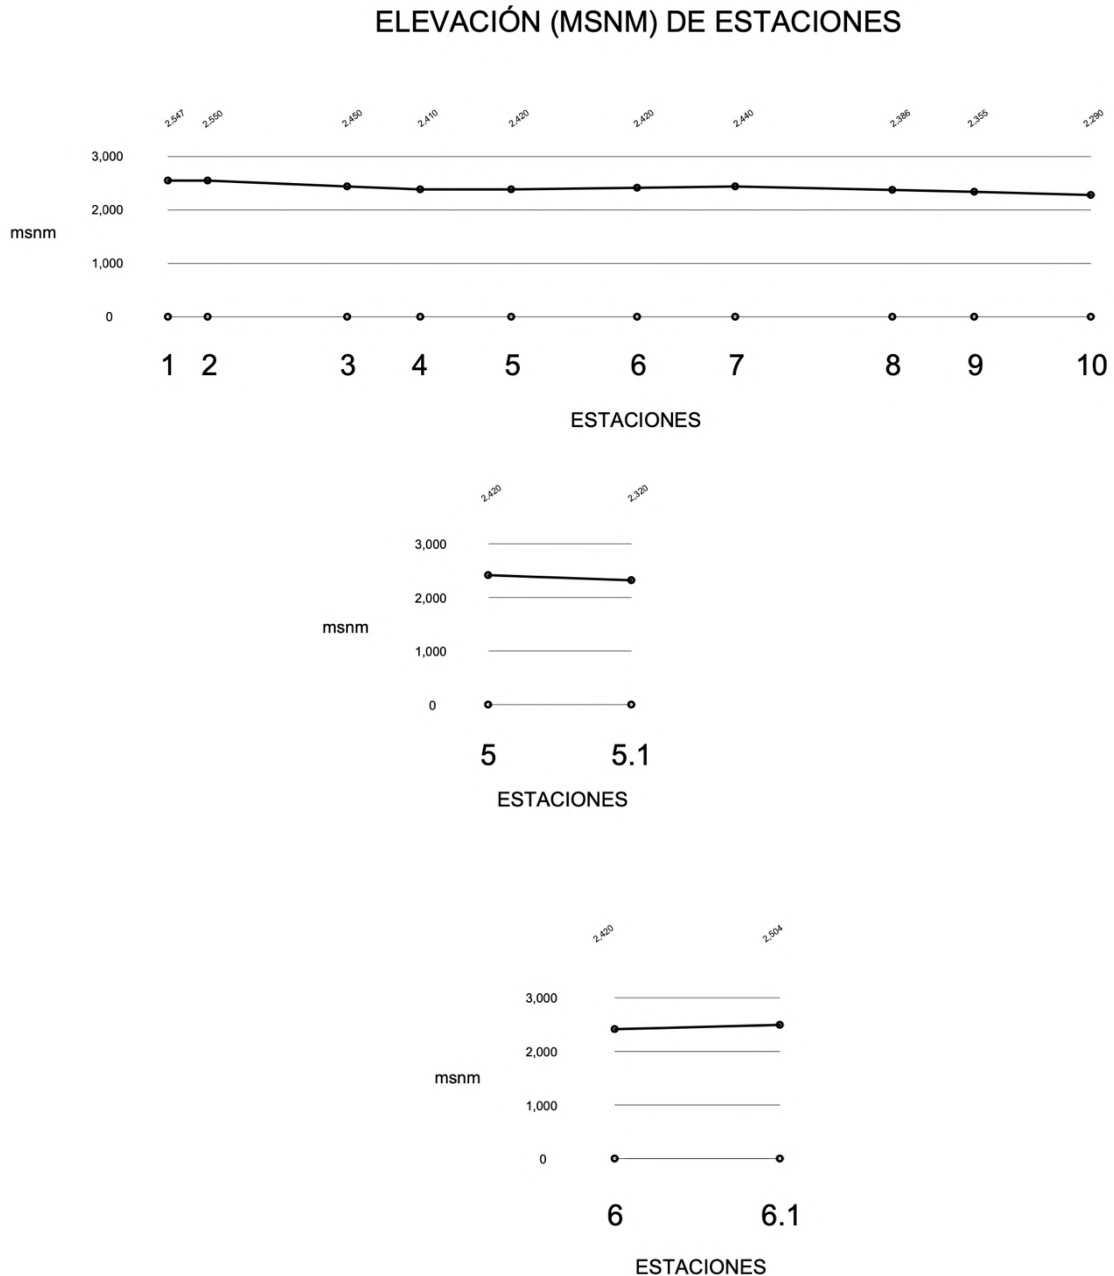 ELEVACIÓN (MSNM) DE ESTACIONES
2,547 2,550 2,450 2,410 2,420 2,420 2,440 2,386 2,355 2,290
3,000
2,000
msnm
1,000
0
1 2 3 4 5 6 7 8 9 10
ESTACIONES
2,420 2,320
3,000
2,000
msnm
1,000
0
5 5.1
ESTACIONES
2,420 2,504
3,000
2,000
msnm
1,000
0
6 6.1
ESTACIONES